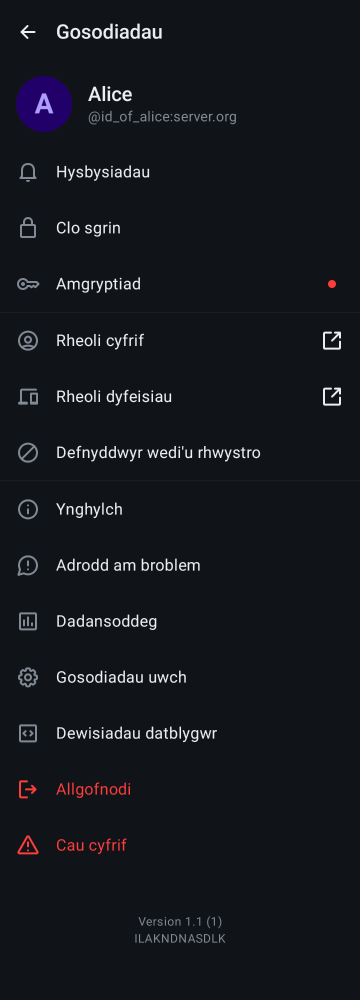 Gosodiadau
A
Alice
@id_of_alice:server.org
Hysbysiadau
Clo sgrin
Amgryptiad
Rheoli cyfrif
Rheoli dyfeisiau
Defnyddwyr wedi'u rhwystro
Ynghylch
Adrodd am broblem
Dadansoddeg
Gosodiadau uwch
Dewisiadau datblygwr
Allgofnodi
Cau cyfrif
Version 1.1 (1)
ILAKNDNASDLK